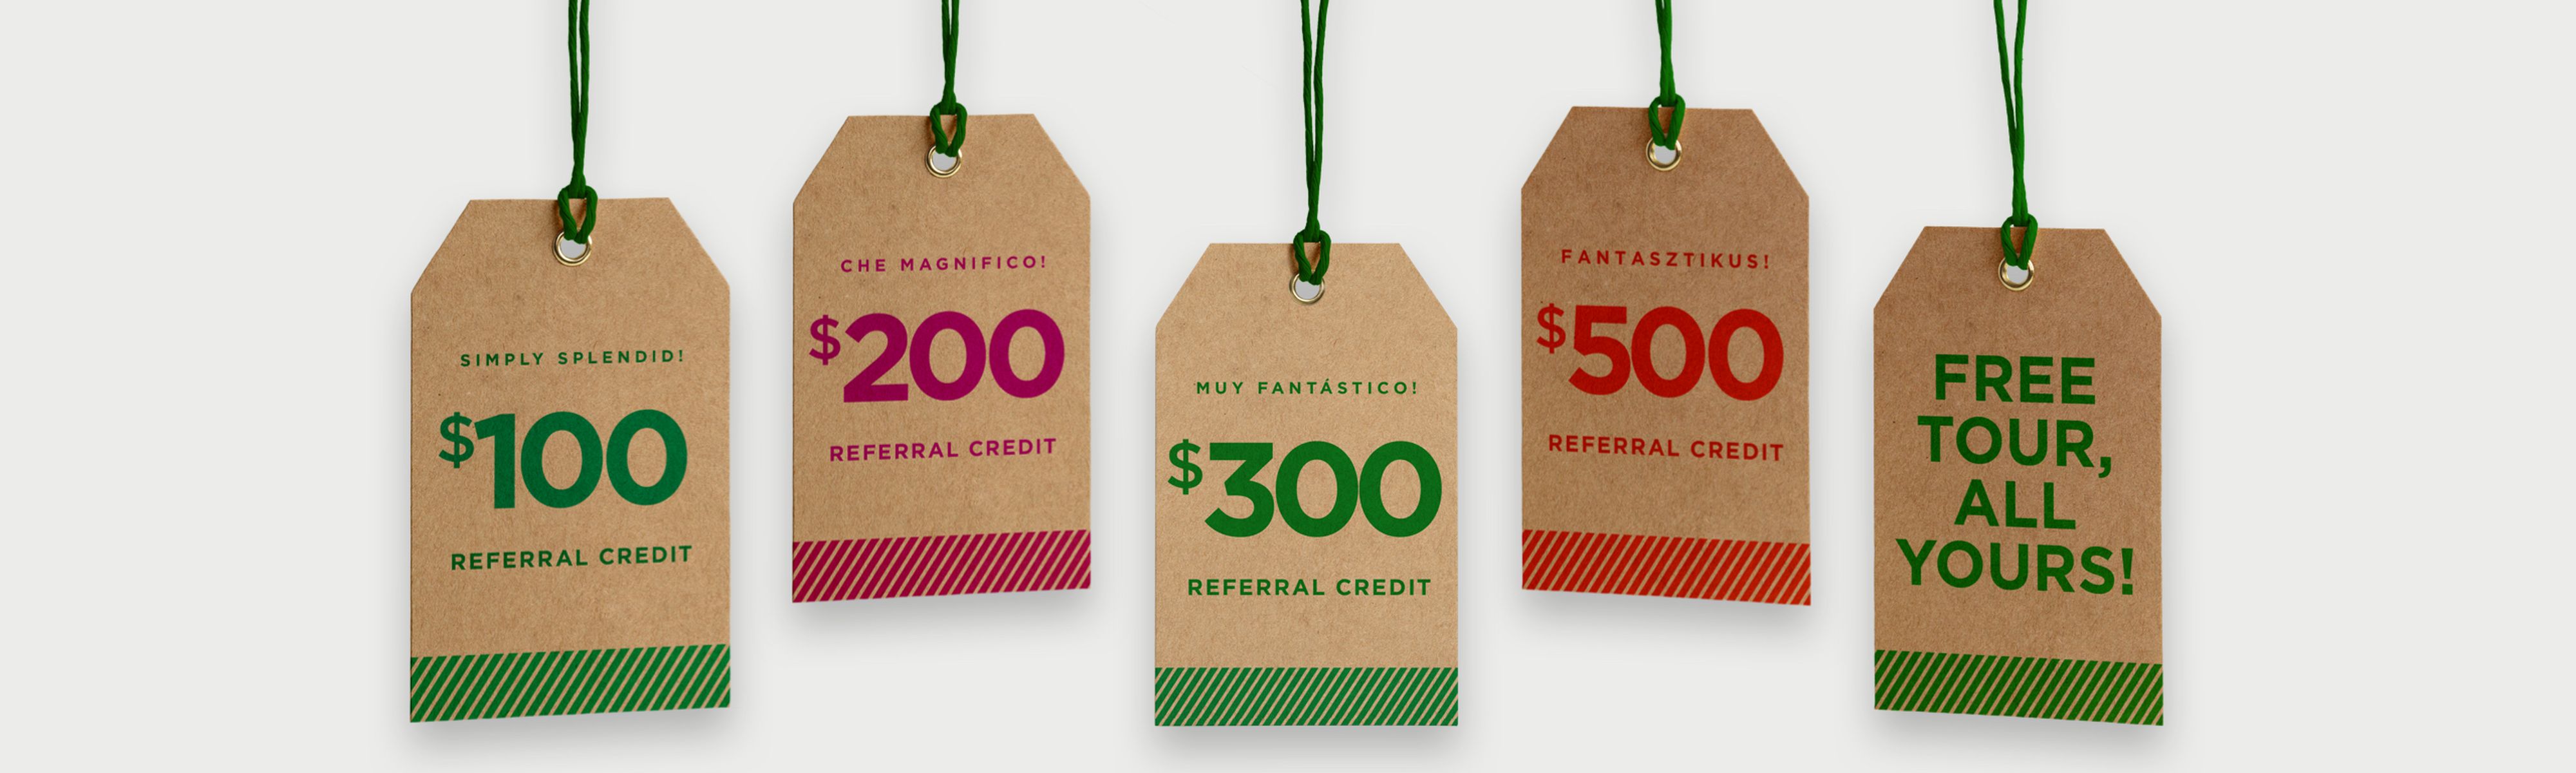 SIMPLY SPLENDID!
$100
REFERRAL CREDIT
CHE MAGNIFICO!
$200
REFERRAL CREDIT
MUY FANTÁSTICO!
$300
REFERRAL CREDIT
FANTASZTIKUS!
$500
REFERRAL CREDIT
FREE
TOUR,
ALL
YOURS!